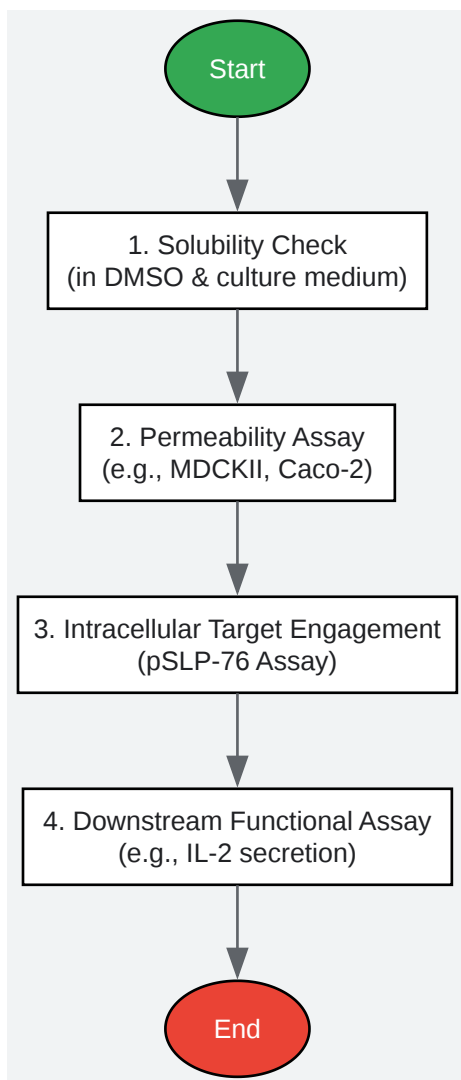 Start
1. Solubility Check
(in DMSO & culture medium)
2. Permeability Assay
(e.g., MDCKII, Caco-2)
3. Intracellular Target Engagement
(pSLP-76 Assay)
4. Downstream Functional Assay
(e.g., IL-2 secretion)
End